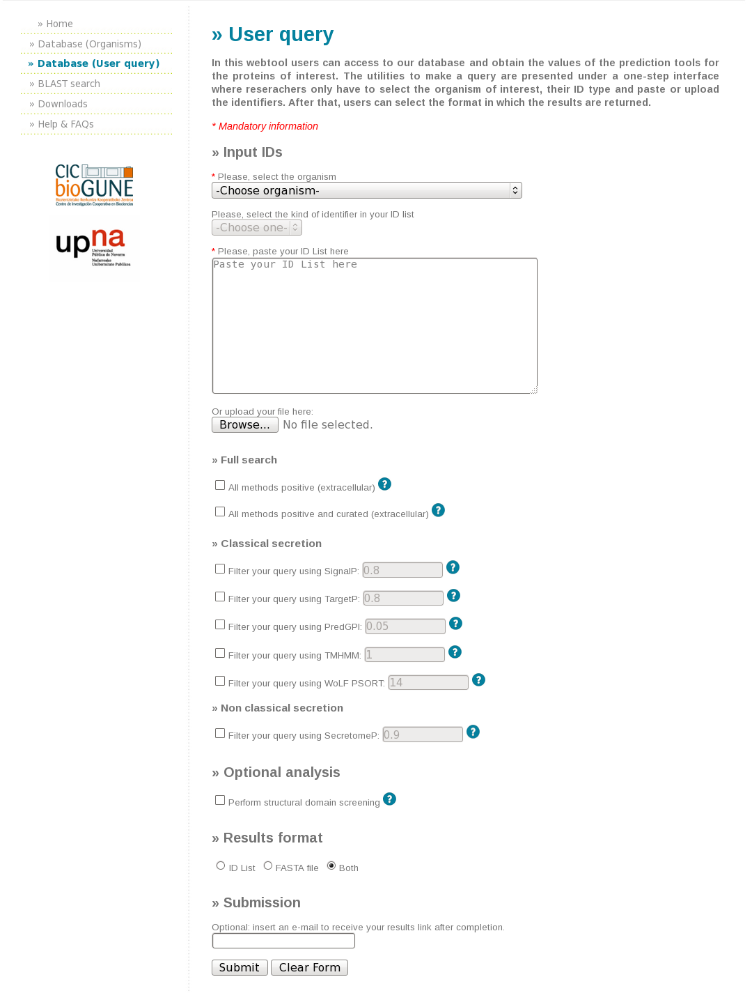 » Home
» Database (Organisms)
» Database (User query)
» BLAST search
» Downloads
» Help & FAQs
CIC
bioGUNE
Biozientzietako Ikerkuntza Kooperatiboko Zentroa
Centro de Investigación Cooperativa en Biociencias
upna
Universidad
Pública de Navarra
Nafarroako
Unibertsitate Publikoa
» User query
In this webtool users can access to our database and obtain the values of the prediction tools for
the proteins of interest. The utilities to make a query are presented under a one-step interface
where reserachers only have to select the organism of interest, their ID type and paste or upload
the identifiers. After that, users can select the format in which the results are returned.
* Mandatory information
» Input IDs
* Please, select the organism
-Choose organism-
Please, select the kind of identifier in your ID list
-Choose one-
* Please, paste your ID List here
Paste your ID List here
Or upload your file here:
Browse... No file selected.
» Full search
All methods positive (extracellular) ?
All methods positive and curated (extracellular) ?
» Classical secretion
Filter your query using SignalP: 0.8 ?
Filter your query using TargetP: 0.8 ?
Filter your query using PredGPI: 0.05 ?
Filter your query using TMHMM: 1 ?
Filter your query using WoLF PSORT: 14 ?
» Non classical secretion
Filter your query using SecretomeP: 0.9 ?
» Optional analysis
Perform structural domain screening ?
» Results format
ID List FASTA file Both
» Submission
Optional: insert an e-mail to receive your results link after completion.
Submit Clear Form